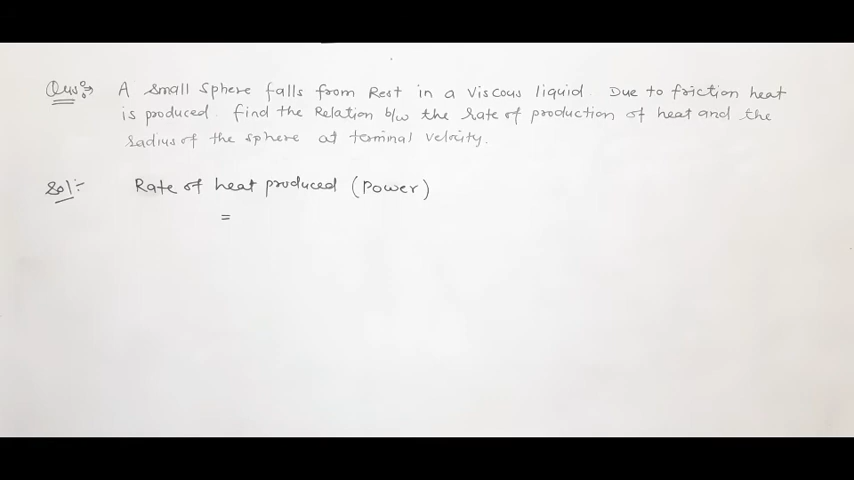 Ques:→ A small sphere falls from Rest in a viscous liquid. Due to friction heat
is produced. find the Relation b/w the rate of production of heat and the
radius of the sphere at terminal velocity.
Sol:- Rate of heat produced (Power)
=